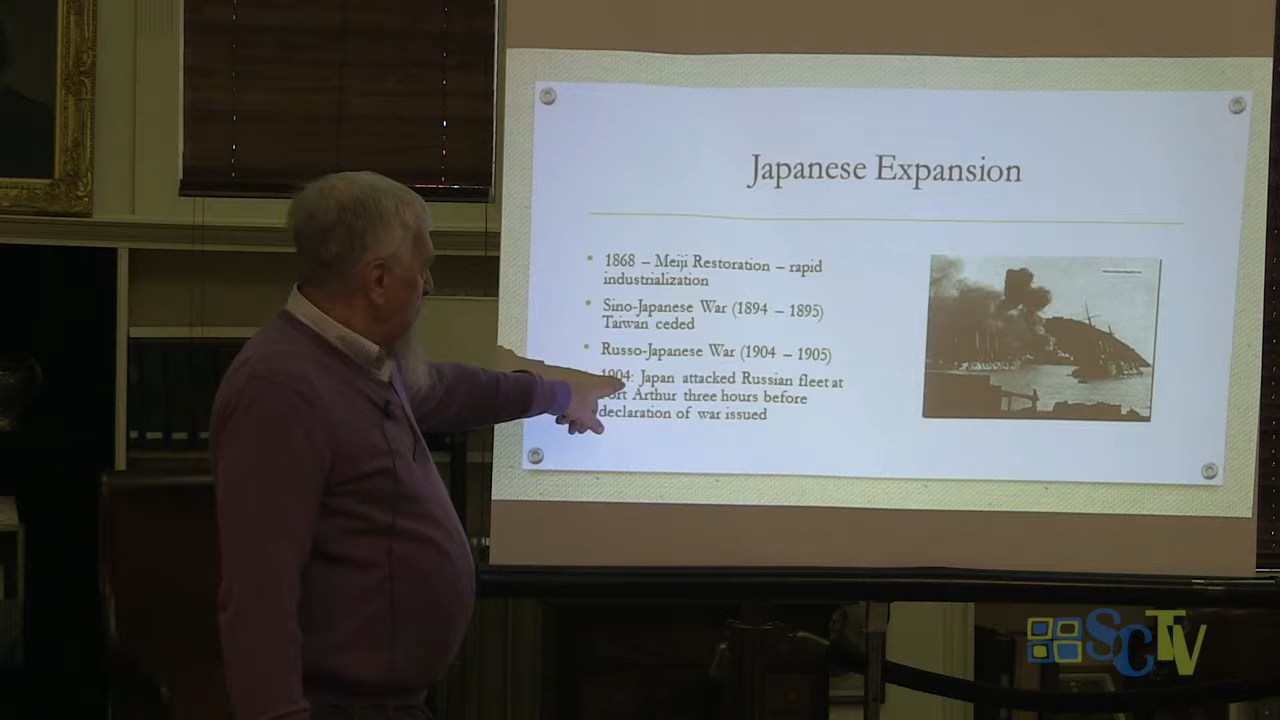 Japanese Expansion
• 1868 – Meiji Restoration – rapid
industrialization
• Sino-Japanese War (1894 – 1895)
Taiwan ceded
• Russo-Japanese War (1904 – 1905)
1904: Japan attacked Russian fleet at
Arthur three hours before
declaration of war issued
SCTV